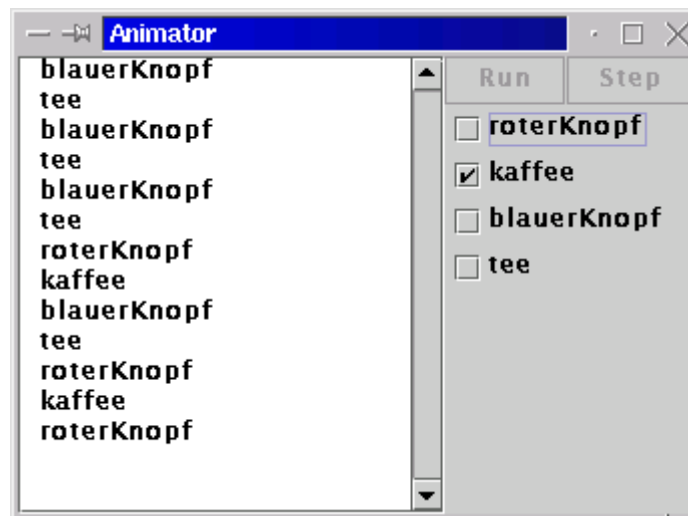 Animator
blauerKnopf
tee
blauerKnopf
tee
blauerKnopf
tee
roterKnopf
kaffee
blauerKnopf
tee
roterKnopf
kaffee
roterKnopf
Run Step
roterKnopf
kaffee
blauerKnopf
tee